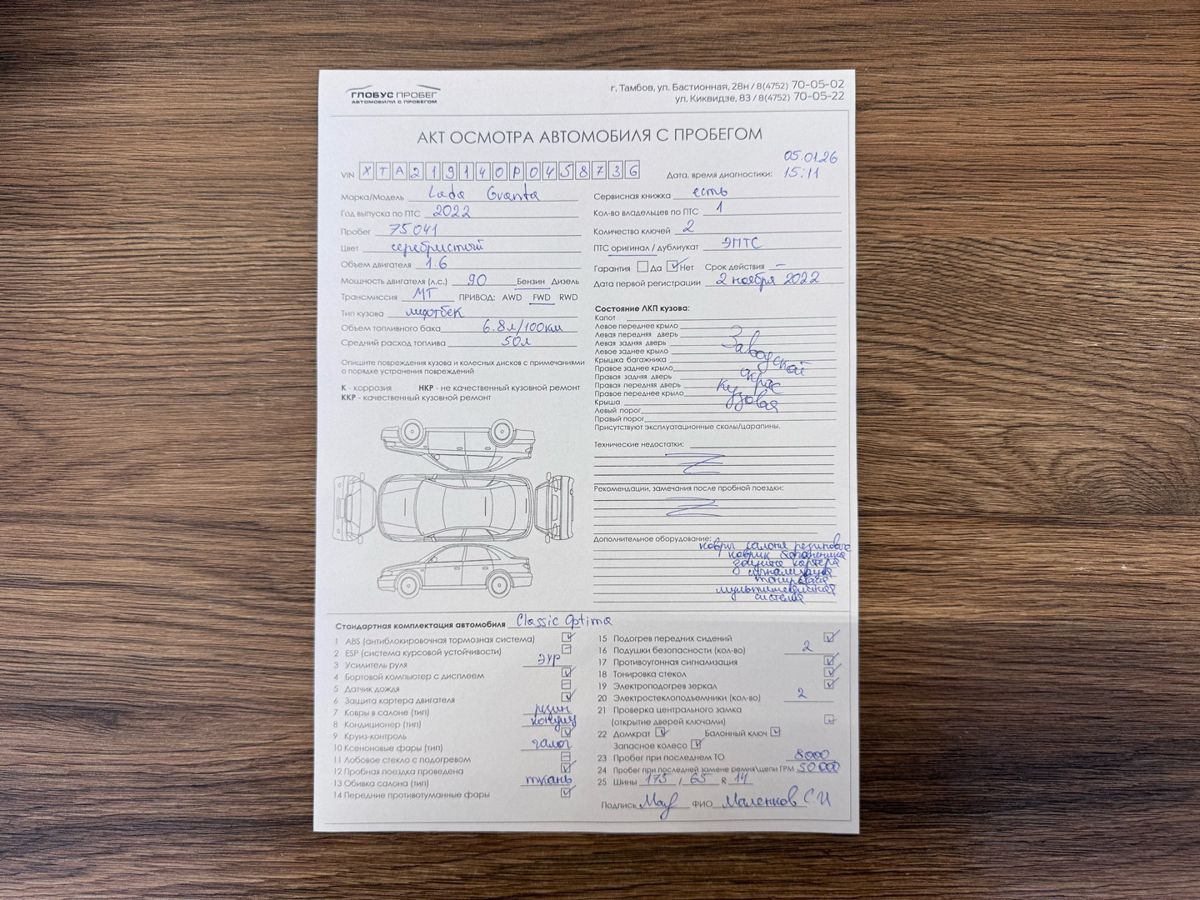 ГЛОБУС ПРОБЕГ
АВТОМОБИЛИ С ПРОБЕГОМ
г. Тамбов, ул. Бастионная, 28н / 8(4752) 70-05-02
ул. Киквидзе, 83 / 8(4752) 70-05-22
АКТ ОСМОТРА АВТОМОБИЛЯ С ПРОБЕГОМ
VIN XTA219140P0458736
Дата, время диагностики: 05.01.26 15:11
Марка/Модель Lada Granta
Год выпуска по ПТС 2022
Пробег 75041
Цвет серебристый
Объем двигателя 1.6
Мощность двигателя (л.с.) 90 Бензин Дизель
Трансмиссия МТ ПРИВОД: AWD FWD RWD
Тип кузова лифтбек
Объем топливного бака 6.8л/100км
Средний расход топлива 50л
Сервисная книжка есть
Кол-во владельцев по ПТС 1
Количество ключей 2
ПТС оригинал / дубликат ЭПТС
Гарантия Да Нет Срок действия –
Дата первой регистрации 2 ноября 2022
Опишите повреждения кузова и колесных дисков с примечаниями
о порядке устранения повреждений
К - коррозия НКР - не качественный кузовной ремонт
ККР - качественный кузовной ремонт
Состояние ЛКП кузова:
Капот
Левое переднее крыло
Левая передняя дверь
Левая задняя дверь
Левое заднее крыло
Крышка багажника
Правое заднее крыло
Правая задняя дверь
Правая передняя дверь
Правое переднее крыло
Крыша
Левый порог
Правый порог
Заводской
окрас
кузова
Присутствуют эксплуатационные сколы/царапины.
Технические недостатки:
Рекомендации, замечания после пробной поездки:
Дополнительное оборудование:
ковры салона резиновые
коврик багажника
защита картера
сигнализация
тонировка
мультимедийная
система
Стандартная комплектация автомобиля Classic Optima
1 ABS (антиблокировочная тормозная система)
2 ESP (система курсовой устойчивости)
3 Усилитель руля ЭУР
4 Бортовой компьютер с дисплеем
5 Датчик дождя
6 Защита картера двигателя
7 Ковры в салоне (тип) резин
8 Кондиционер (тип) кондиц
9 Круиз-контроль
10 Ксеноновые фары (тип) галог
11 Лобовое стекло с подогревом
12 Пробная поездка проведена
13 Обивка салона (тип) ткань
14 Передние противотуманные фары
15 Подогрев передних сидений
16 Подушки безопасности (кол-во) 2
17 Противоугонная сигнализация
18 Тонировка стекол
19 Электроподогрев зеркал
20 Электростеклоподъемники (кол-во) 2
21 Проверка центрального замка
(открытие дверей ключами)
22 Домкрат Балонный ключ
Запасное колесо
23 Пробег при последнем ТО 8000
24 Пробег при последней замене ремня\цепи ГРМ 50000
25 Шины 175 / 65 R 14
Подпись ФИО Маленков С И